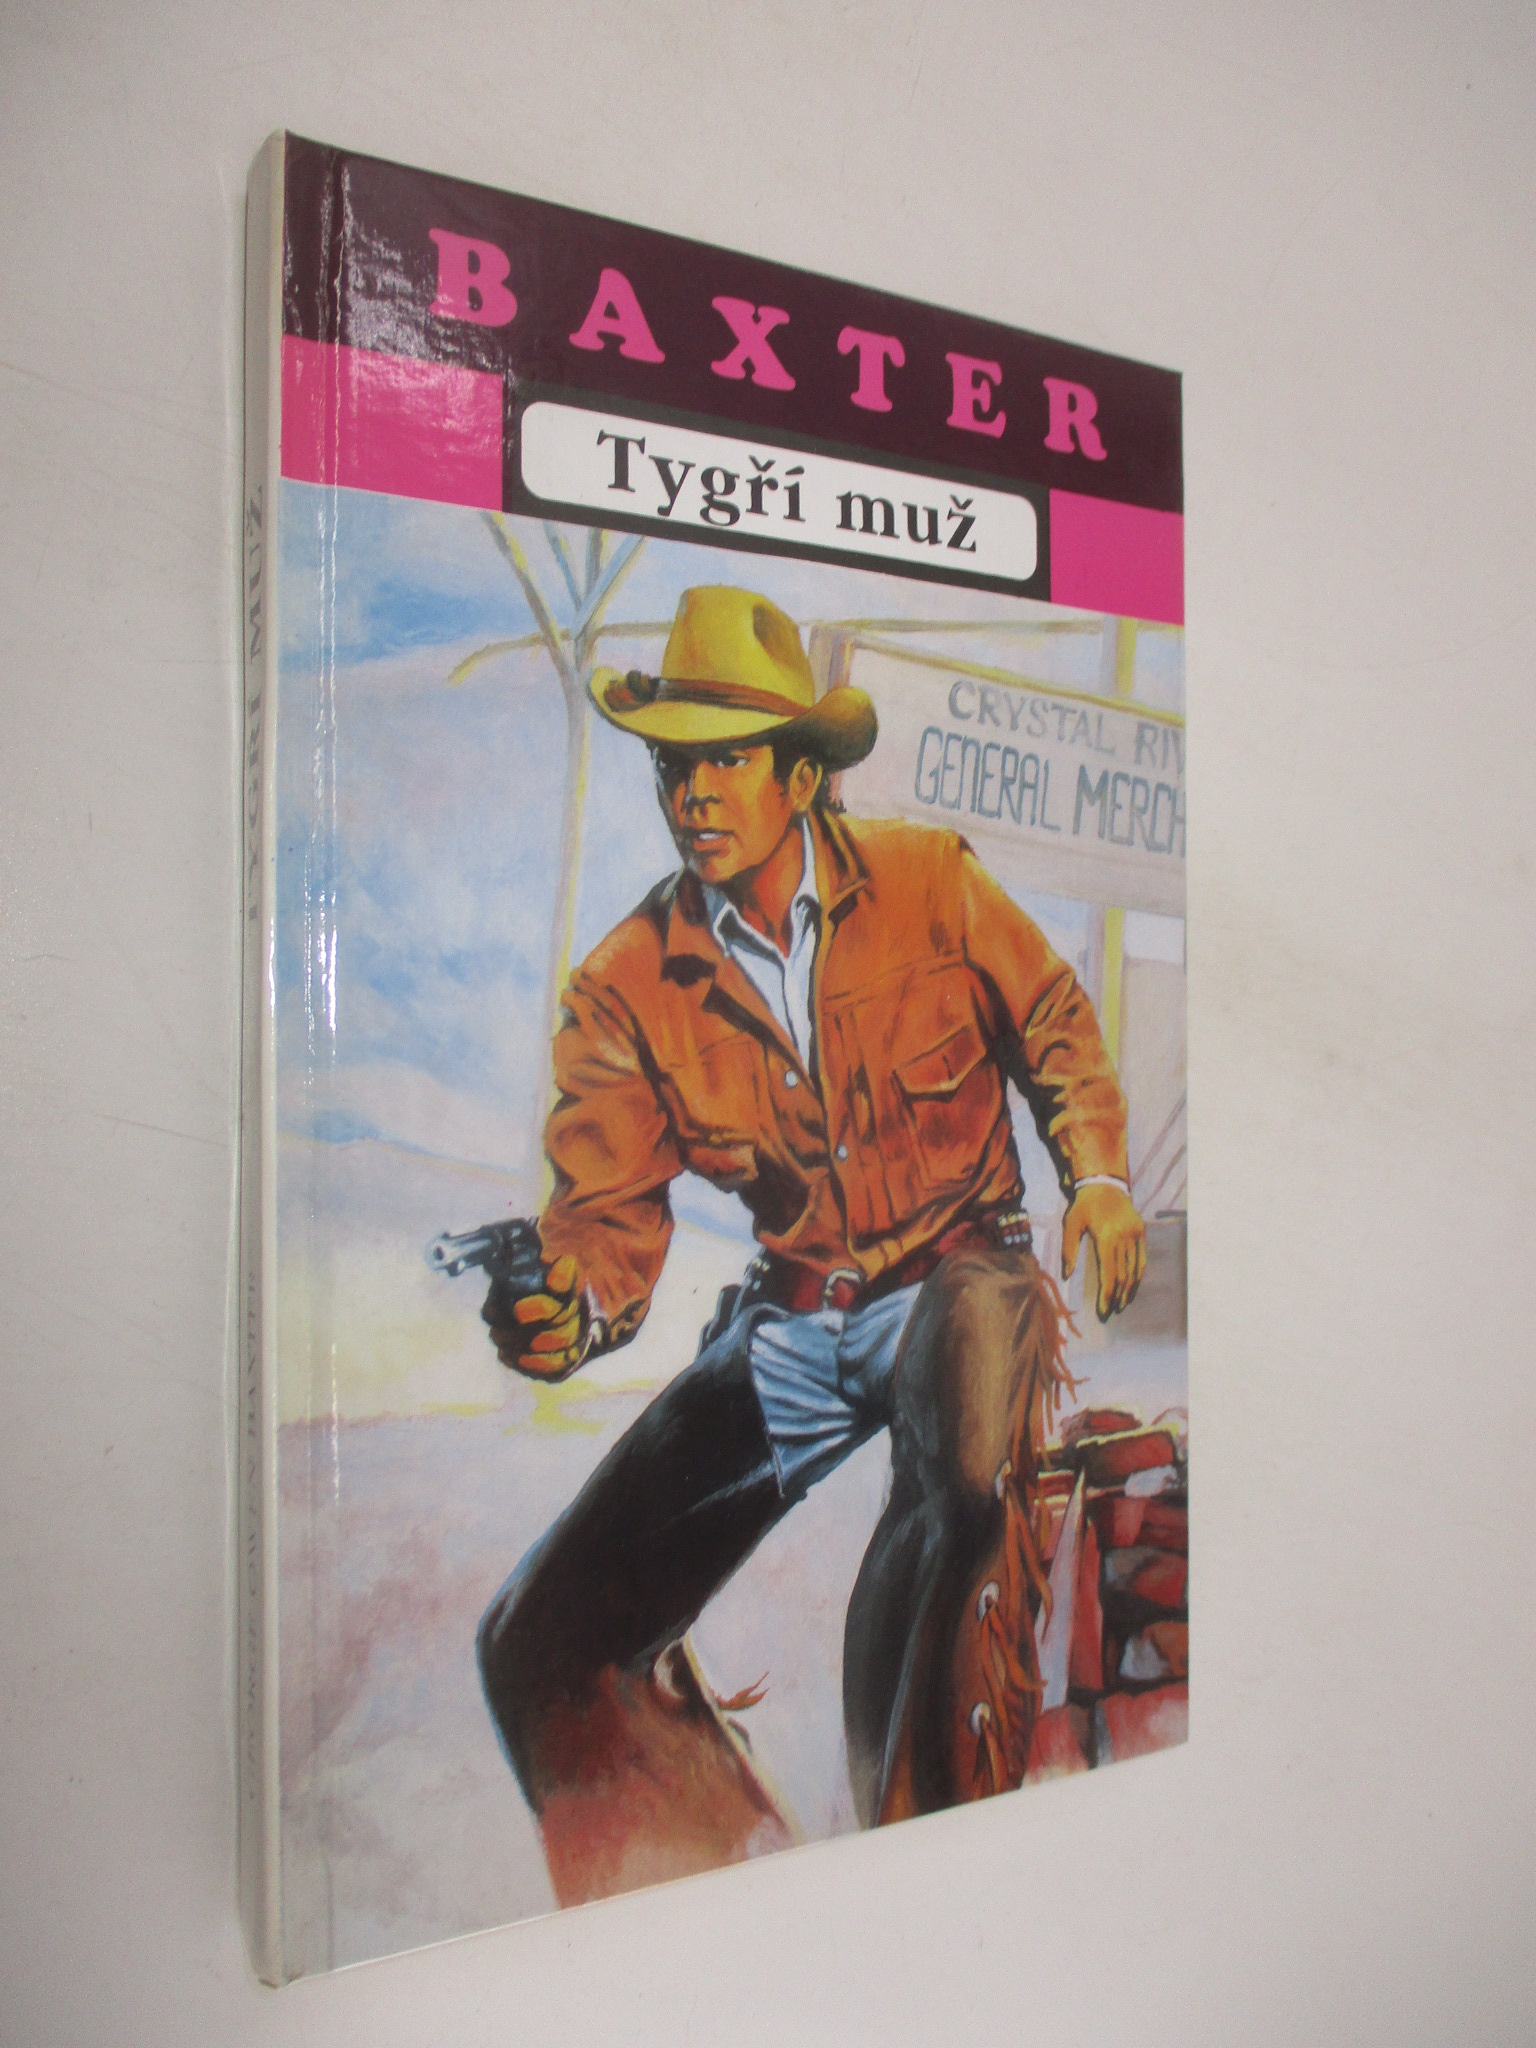 BAXTER
Tygří muž
CRYSTAL RIV
GENERAL MERCH
TYGŘÍ MUŽ